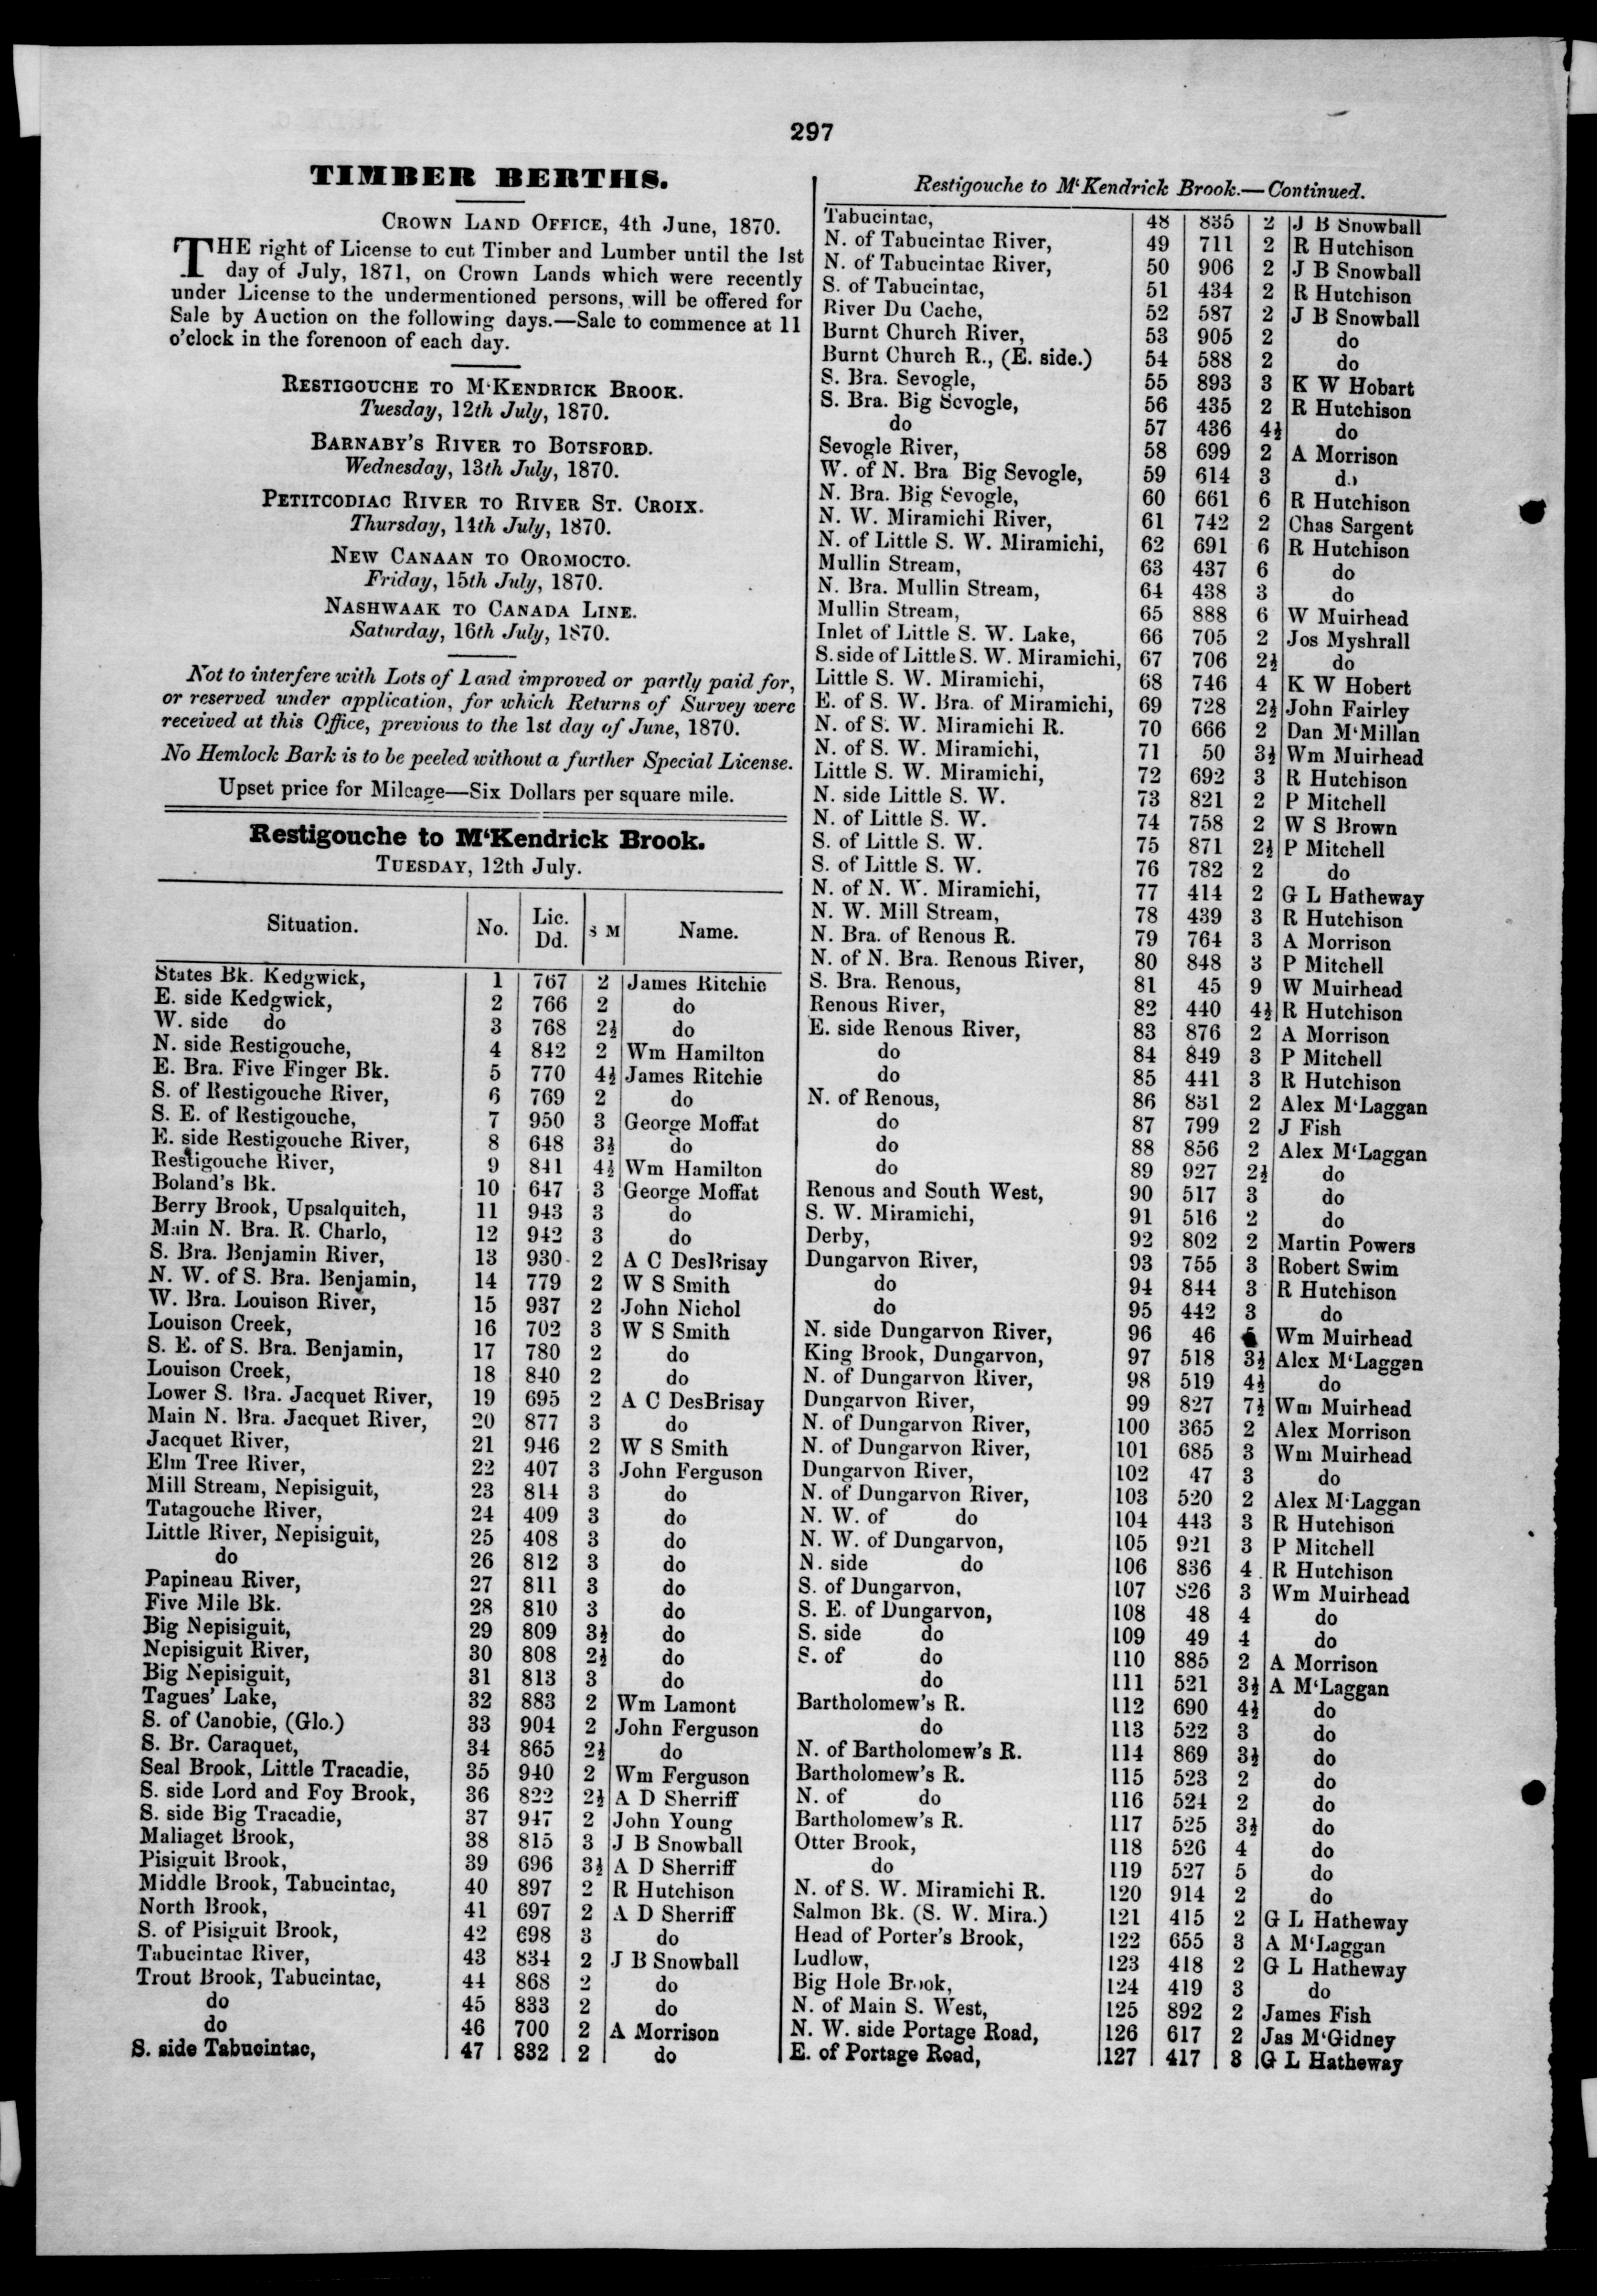 297
TIMBER BERTHS.
CROWN LAND OFFICE, 4th June, 1870.
THE right of License to cut Timber and Lumber until the 1st
day of July, 1871, on Crown Lands which were recently
under License to the undermentioned persons, will be offered for
Sale by Auction on the following days.—Sale to commence at 11
o'clock in the forenoon of each day.
RESTIGOUCHE TO M'KENDRICK BROOK.
Tuesday, 12th July, 1870.
BARNABY'S RIVER TO BOTSFORD.
Wednesday, 13th July, 1870.
PETITCODIAC RIVER TO RIVER ST. CROIX.
Thursday, 14th July, 1870.
NEW CANAAN TO OROMOCTO.
Friday, 15th July, 1870.
NASHWAAK TO CANADA LINE.
Saturday, 16th July, 1870.
Not to interfere with Lots of Land improved or partly paid for,
or reserved under application, for which Returns of Survey were
received at this Office, previous to the 1st day of June, 1870.
No Hemlock Bark is to be peeled without a further Special License.
Upset price for Mileage—Six Dollars per square mile.
Restigouche to M'Kendrick Brook.
TUESDAY, 12th July.
Situation. No. Lic. Dd. S M Name.
States Bk. Kedgwick, 1 767 2 James Ritchie
E. side Kedgwick, 2 766 2 do
W. side do 3 768 2½ do
N. side Restigouche, 4 842 2 Wm Hamilton
E. Bra. Five Finger Bk. 5 770 4½ James Ritchie
S. of Restigouche River, 6 769 2 do
S. E. of Restigouche, 7 950 3 George Moffat
E. side Restigouche River, 8 648 3½ do
Restigouche River, 9 841 4½ Wm Hamilton
Boland's Bk. 10 647 3 George Moffat
Berry Brook, Upsalquitch, 11 943 3 do
Main N. Bra. R. Charlo, 12 942 3 do
S. Bra. Benjamin River, 13 930 2 A C DesBrisay
N. W. of S. Bra. Benjamin, 14 779 2 W S Smith
W. Bra. Louison River, 15 937 2 John Nichol
Louison Creek, 16 702 3 W S Smith
S. E. of S. Bra. Benjamin, 17 780 2 do
Louison Creek, 18 840 2 do
Lower S. Bra. Jacquet River, 19 695 2 A C DesBrisay
Main N. Bra. Jacquet River, 20 877 3 do
Jacquet River, 21 946 2 W S Smith
Elm Tree River, 22 407 3 John Ferguson
Mill Stream, Nepisiguit, 23 814 3 do
Tatagouche River, 24 409 3 do
Little River, Nepisiguit, 25 408 3 do
do 26 812 3 do
Papineau River, 27 811 3 do
Five Mile Bk. 28 810 3 do
Big Nepisiguit, 29 809 3½ do
Nepisiguit River, 30 808 2½ do
Big Nepisiguit, 31 813 3 do
Tagues' Lake, 32 883 2 Wm Lamont
S. of Canobie, (Glo.) 33 904 2 John Ferguson
S. Br. Caraquet, 34 865 2½ do
Seal Brook, Little Tracadie, 35 940 2 Wm Ferguson
S. side Lord and Foy Brook, 36 822 2½ A D Sherriff
S. side Big Tracadie, 37 947 2 John Young
Maliaget Brook, 38 815 3 J B Snowball
Pisiguit Brook, 39 696 3½ A D Sherriff
Middle Brook, Tabucintac, 40 897 2 R Hutchison
North Brook, 41 697 2 A D Sherriff
S. of Pisiguit Brook, 42 698 3 do
Tabucintac River, 43 834 2 J B Snowball
Trout Brook, Tabucintac, 44 868 2 do
do 45 833 2 do
do 46 700 2 A Morrison
S. side Tabucintac, 47 832 2 do
Restigouche to M'Kendrick Brook.—Continued.
Tabucintac, 48 835 2 J B Snowball
N. of Tabucintac River, 49 711 2 R Hutchison
N. of Tabucintac River, 50 906 2 J B Snowball
S. of Tabucintac, 51 434 2 R Hutchison
River Du Cache, 52 587 2 J B Snowball
Burnt Church River, 53 905 2 do
Burnt Church R., (E. side.) 54 588 2 do
S. Bra. Sevogle, 55 893 3 K W Hobart
S. Bra. Big Sevogle, 56 435 2 R Hutchison
do 57 436 4½ do
Sevogle River, 58 699 2 A Morrison
W. of N. Bra Big Sevogle, 59 614 3 do
N. Bra. Big Sevogle, 60 661 6 R Hutchison
N. W. Miramichi River, 61 742 2 Chas Sargent
N. of Little S. W. Miramichi, 62 691 6 R Hutchison
Mullin Stream, 63 437 6 do
N. Bra. Mullin Stream, 64 438 3 do
Mullin Stream, 65 888 6 W Muirhead
Inlet of Little S. W. Lake, 66 705 2 Jos Myshrall
S. side of Little S. W. Miramichi, 67 706 2½ do
Little S. W. Miramichi, 68 746 4 K W Hobert
E. of S. W. Bra. of Miramichi, 69 728 2½ John Fairley
N. of S. W. Miramichi R. 70 666 2 Dan M'Millan
N. of S. W. Miramichi, 71 50 3½ Wm Muirhead
Little S. W. Miramichi, 72 692 3 R Hutchison
N. side Little S. W. 73 821 2 P Mitchell
N. of Little S. W. 74 758 2 W S Brown
S. of Little S. W. 75 871 2½ P Mitchell
S. of Little S. W. 76 782 2 do
N. of N. W. Miramichi, 77 414 2 G L Hatheway
N. W. Mill Stream, 78 439 3 R Hutchison
N. Bra. of Renous R. 79 764 3 A Morrison
N. of N. Bra. Renous River, 80 848 3 P Mitchell
S. Bra. Renous, 81 45 9 W Muirhead
Renous River, 82 440 4½ R Hutchison
E. side Renous River, 83 876 2 A Morrison
do 84 849 3 P Mitchell
do 85 441 3 R Hutchison
N. of Renous, 86 831 2 Alex M'Laggan
do 87 799 2 J Fish
do 88 856 2 Alex M'Laggan
do 89 927 2½ do
Renous and South West, 90 517 3 do
S. W. Miramichi, 91 516 2 do
Derby, 92 802 2 Martin Powers
Dungarvon River, 93 755 3 Robert Swim
do 94 844 3 R Hutchison
do 95 442 3 do
N. side Dungarvon River, 96 46 Wm Muirhead
King Brook, Dungarvon, 97 518 3½ Alex M'Laggan
N. of Dungarvon River, 98 519 4½ do
Dungarvon River, 99 827 7½ Wm Muirhead
N. of Dungarvon River, 100 365 2 Alex Morrison
N. of Dungarvon River, 101 685 3 Wm Muirhead
Dungarvon River, 102 47 3 do
N. of Dungarvon River, 103 520 2 Alex M'Laggan
N. W. of do 104 443 3 R Hutchison
N. W. of Dungarvon, 105 921 3 P Mitchell
N. side do 106 836 4 R Hutchison
S. of Dungarvon, 107 826 3 Wm Muirhead
S. E. of Dungarvon, 108 48 4 do
S. side do 109 49 4 do
S. of do 110 885 2 A Morrison
do 111 521 3½ A M'Laggan
Bartholomew's R. 112 690 4½ do
do 113 522 3 do
N. of Bartholomew's R. 114 869 3½ do
Bartholomew's R. 115 523 2 do
N. of do 116 524 2 do
Bartholomew's R. 117 525 3½ do
Otter Brook, 118 526 4 do
do 119 527 5 do
N. of S. W. Miramichi R. 120 914 2 do
Salmon Bk. (S. W. Mira.) 121 415 2 G L Hatheway
Head of Porter's Brook, 122 655 3 A M'Laggan
Ludlow, 123 418 2 G L Hatheway
Big Hole Brook, 124 419 3 do
N. of Main S. West, 125 892 2 James Fish
N. W. side Portage Road, 126 617 2 Jas M'Gidney
E. of Portage Road, 127 417 3 G L Hatheway